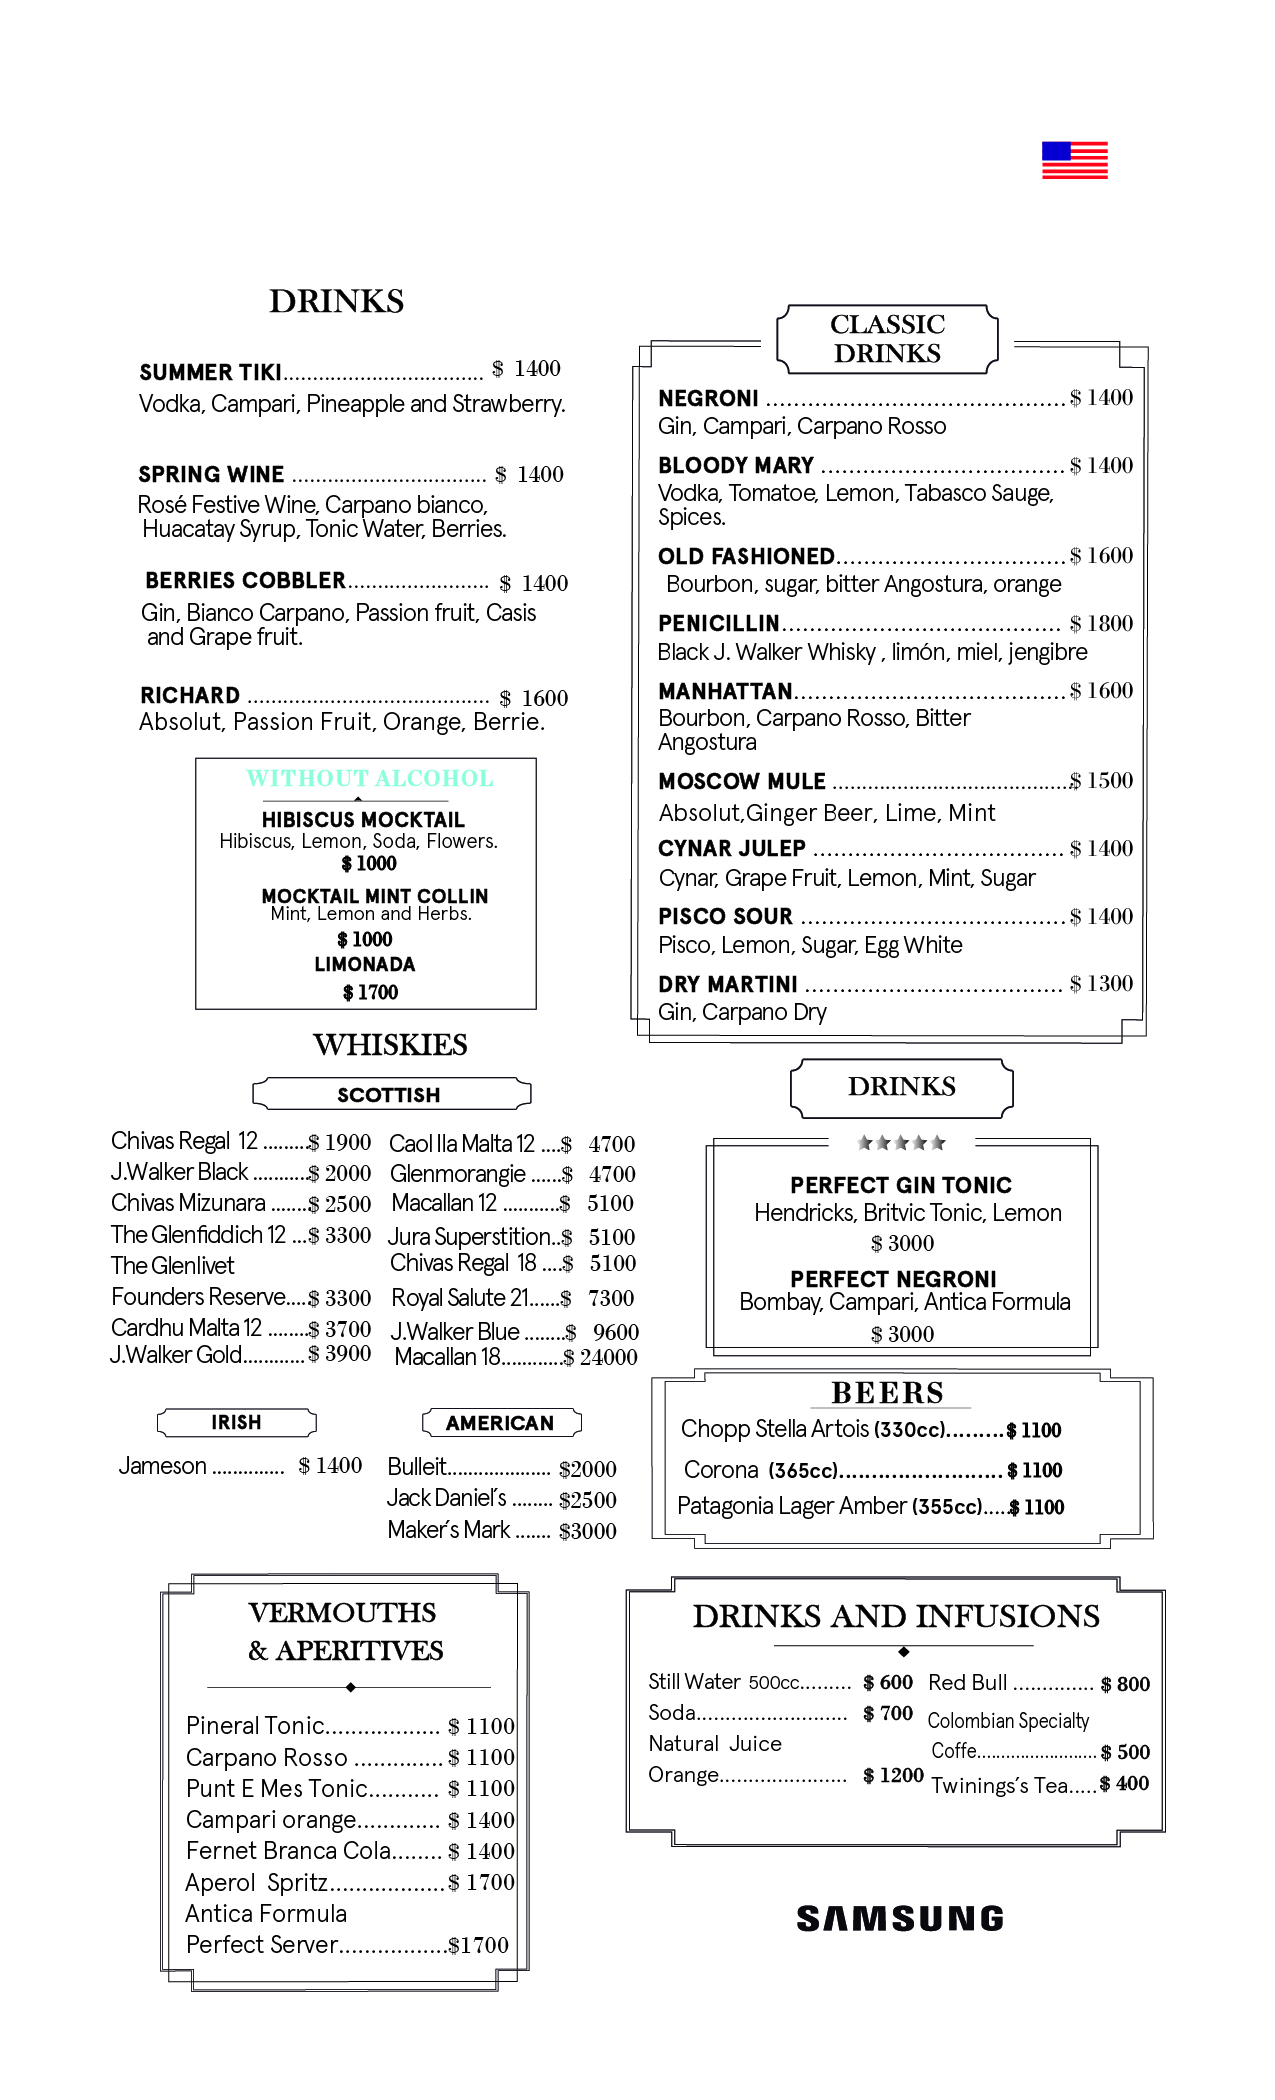 DRINKS
SUMMER TIKI.................................. $ 1400
Vodka, Campari, Pineapple and Strawberry.
SPRING WINE ................................. $ 1400
Rosé Festive Wine, Carpano bianco,
Huacatay Syrup, Tonic Water, Berries.
BERRIES COBBLER........................ $ 1400
Gin, Bianco Carpano, Passion fruit, Casis
and Grape fruit.
RICHARD ......................................... $ 1600
Absolut, Passion Fruit, Orange, Berrie.
WITHOUT ALCOHOL
HIBISCUS MOCKTAIL
Hibiscus, Lemon, Soda, Flowers.
$ 1000
MOCKTAIL MINT COLLIN
Mint, Lemon and Herbs.
$ 1000
LIMONADA
$ 1700
WHISKIES
SCOTTISH
Chivas Regal 12 ........$ 1900
J.Walker Black ..........$ 2000
Chivas Mizunara .......$ 2500
The Glenfiddich 12 ...$ 3300
The Glenlivet
Founders Reserve....$ 3300
Cardhu Malta 12 .......$ 3700
J.Walker Gold............ $ 3900
Caol Ila Malta 12 ....$ 4700
Glenmorangie ......$ 4700
Macallan 12 ...........$ 5100
Jura Superstition..$ 5100
Chivas Regal 18 ....$ 5100
Royal Salute 21......$ 7300
J.Walker Blue ........$ 9600
Macallan 18............$ 24000
IRISH
Jameson .............. $ 1400
AMERICAN
Bulleit.................... $2000
Jack Daniel´s ........ $2500
Maker´s Mark ....... $3000
VERMOUTHS
& APERITIVES
Pineral Tonic................. $ 1100
Carpano Rosso ............. $ 1100
Punt E Mes Tonic........... $ 1100
Campari orange............. $ 1400
Fernet Branca Cola........ $ 1400
Aperol Spritz.................. $ 1700
Antica Formula
Perfect Server.................$1700
CLASSIC
DRINKS
NEGRONI ........................................ $ 1400
Gin, Campari, Carpano Rosso
BLOODY MARY ................................. $ 1400
Vodka, Tomatoe, Lemon, Tabasco Sauge,
Spices.
OLD FASHIONED............................... $ 1600
Bourbon, sugar, bitter Angostura, orange
PENICILLIN...................................... $ 1800
Black J. Walker Whisky , limón, miel, jengibre
MANHATTAN..................................... $ 1600
Bourbon, Carpano Rosso, Bitter
Angostura
MOSCOW MULE .........................................$ 1500
Absolut,Ginger Beer, Lime, Mint
CYNAR JULEP .................................. $ 1400
Cynar, Grape Fruit, Lemon, Mint, Sugar
PISCO SOUR .................................... $ 1400
Pisco, Lemon, Sugar, Egg White
DRY MARTINI ................................... $ 1300
Gin, Carpano Dry
DRINKS
PERFECT GIN TONIC
Hendricks, Britvic Tonic, Lemon
$ 3000
PERFECT NEGRONI
Bombay, Campari, Antica Formula
$ 3000
BEERS
Chopp Stella Artois (330cc).........$ 1100
Corona (365cc)........................$ 1100
Patagonia Lager Amber (355cc).....$ 1100
DRINKS AND INFUSIONS
Still Water 500cc......... $ 600
Soda.......................... $ 700
Natural Juice
Orange...................... $ 1200
Red Bull .............. $ 800
Colombian Specialty
Coffe......................... $ 500
Twinings´s Tea.....$ 400
SAMSUNG